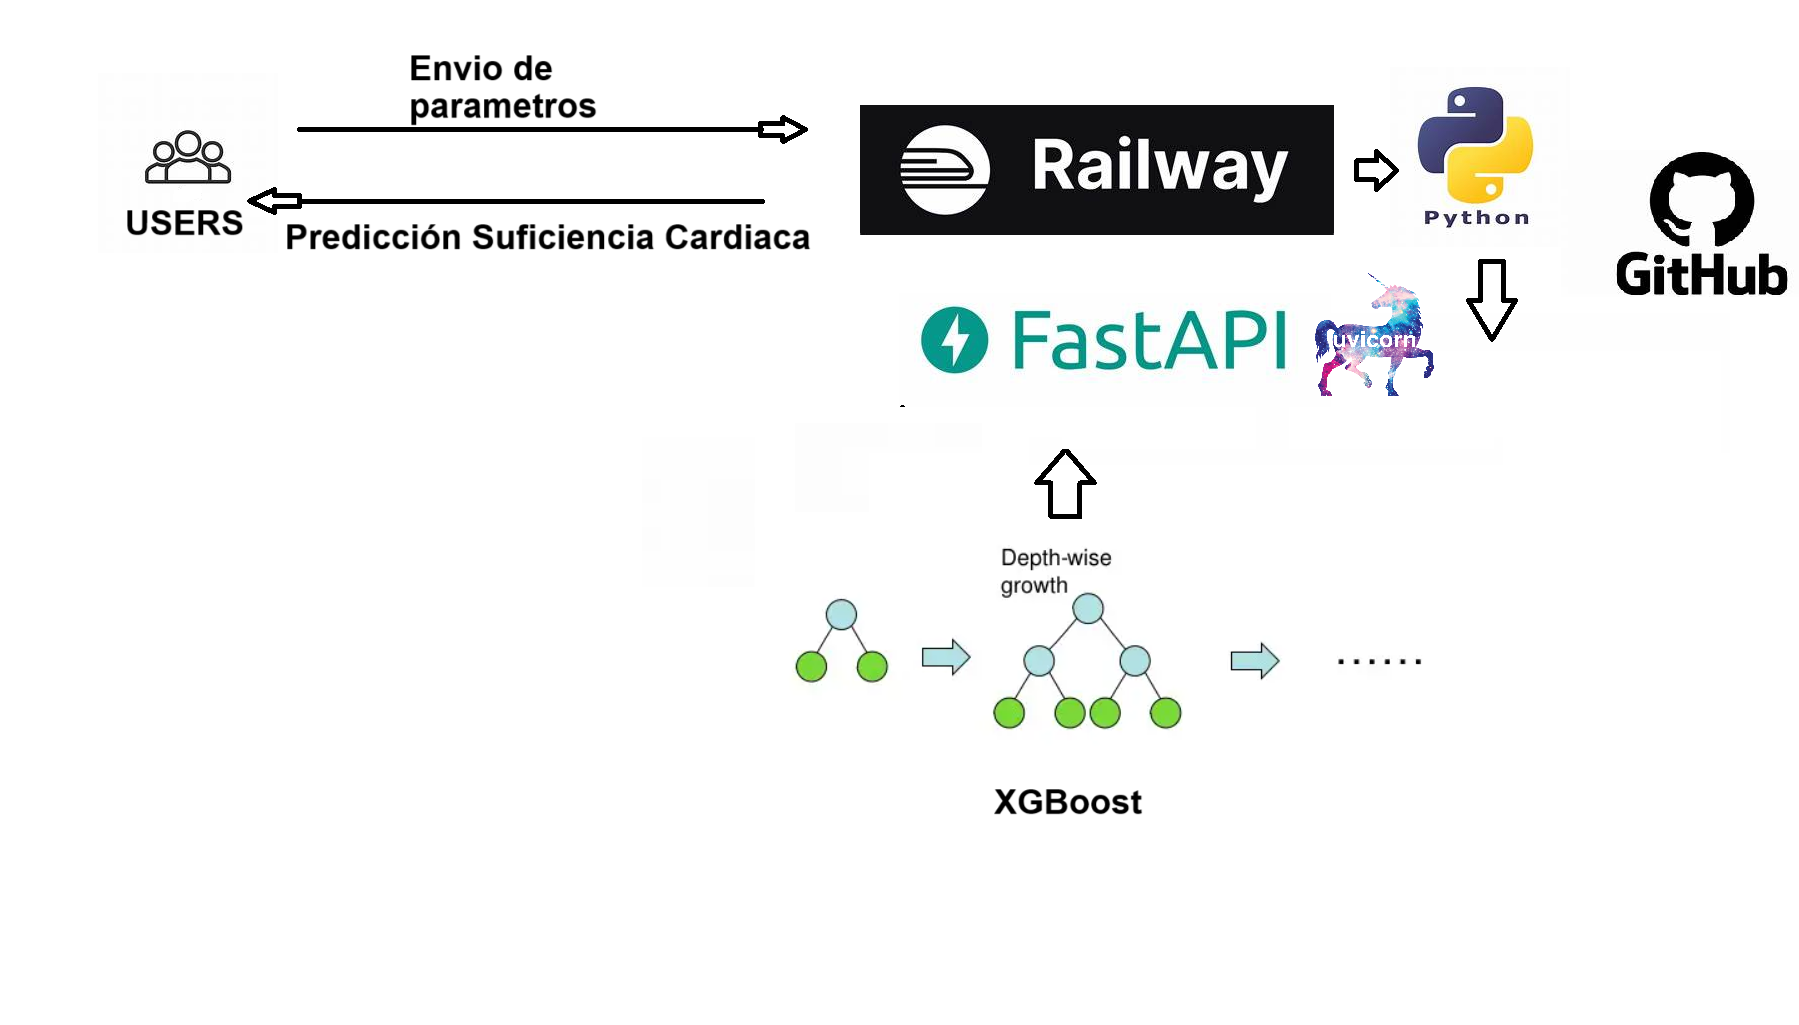 Envio de
parametros
USERS
Predicción Suficiencia Cardiaca
Railway
Python
GitHub
FastAPI
uvicorn
Depth-wise
growth
......
XGBoost